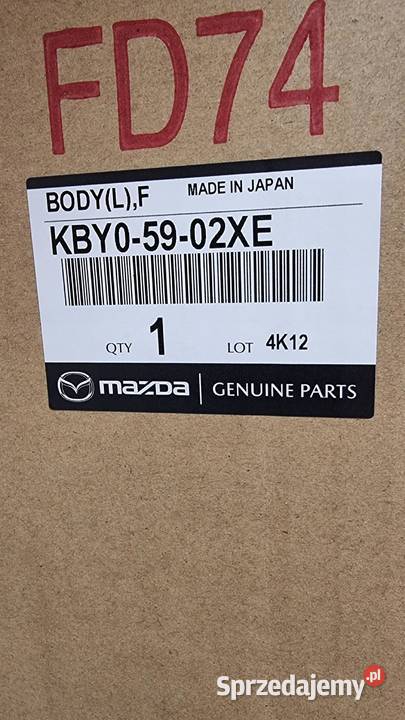 FD74
BODY(L),F MADE IN JAPAN
KBY0-59-02XE
QTY 1 LOT 4K12
mazda GENUINE PARTS
Sprzedajemy.pl